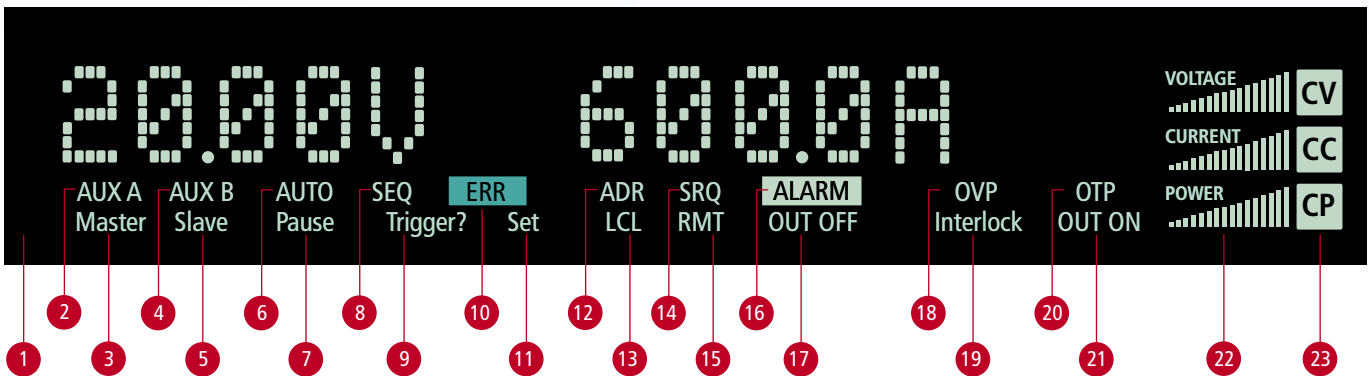 20.00V 600.0A
VOLTAGE CV
CURRENT CC
POWER CP
AUX A AUX B AUTO SEQ ERR ADR SRQ ALARM OVP OTP
Master Slave Pause Trigger? Set LCL RMT OUT OFF Interlock OUT ON
2 4 6 8 10 12 14 16 18 20
1 3 5 7 9 11 13 15 17 19 21 22 23